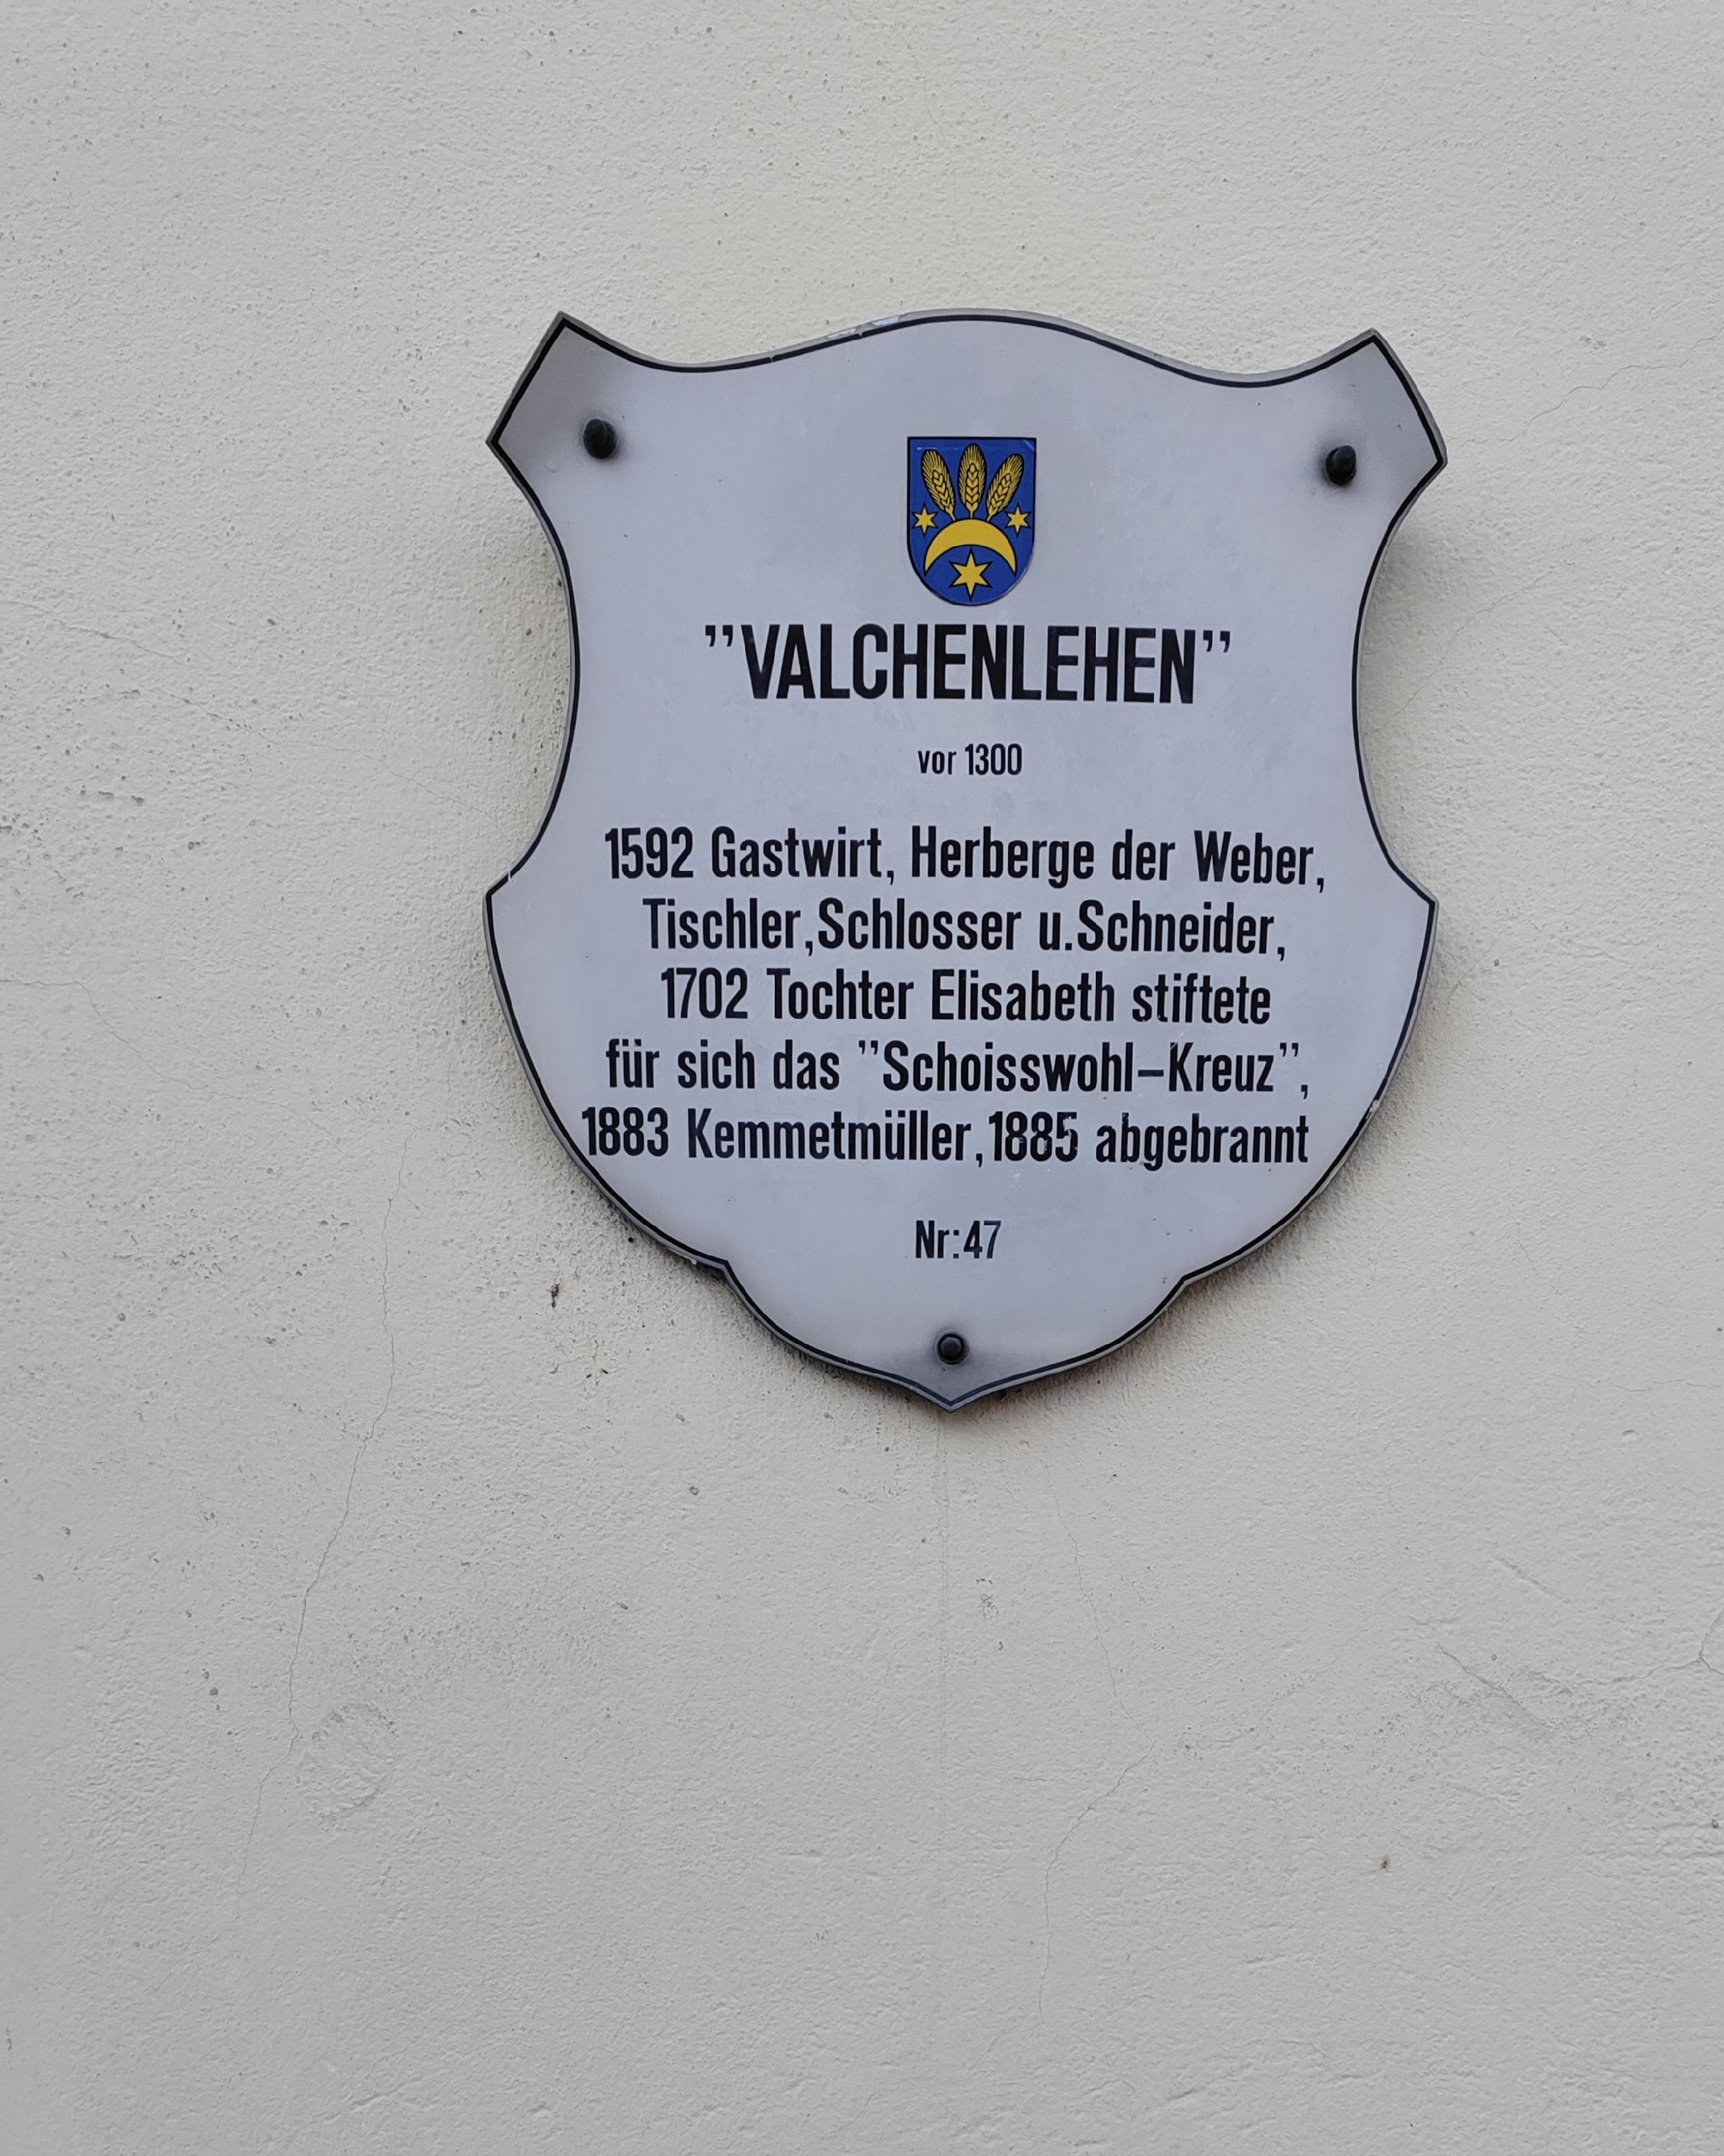 ”VALCHENLEHEN”
vor 1300
1592 Gastwirt, Herberge der Weber,
Tischler,Schlosser u.Schneider,
1702 Tochter Elisabeth stiftete
für sich das ”Schoisswohl–Kreuz”,
1883 Kemmetmüller,1885 abgebrannt
Nr:47